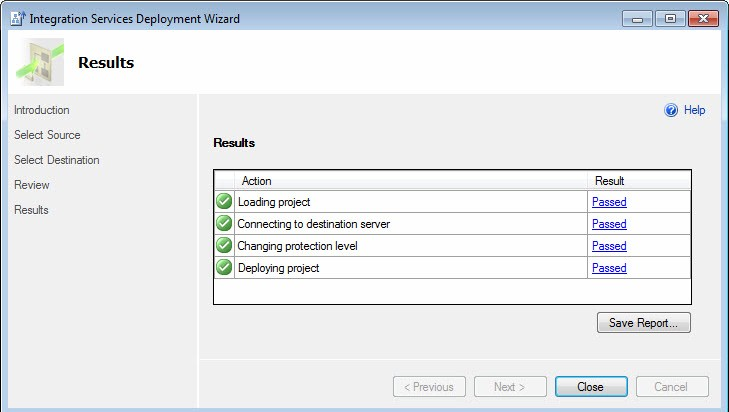 Integration Services Deployment Wizard
Results
Introduction
Select Source
Select Destination
Review
Results
Help
Results
Action Result
Loading project Passed
Connecting to destination server Passed
Changing protection level Passed
Deploying project Passed
Save Report...
< Previous Next > Close Cancel